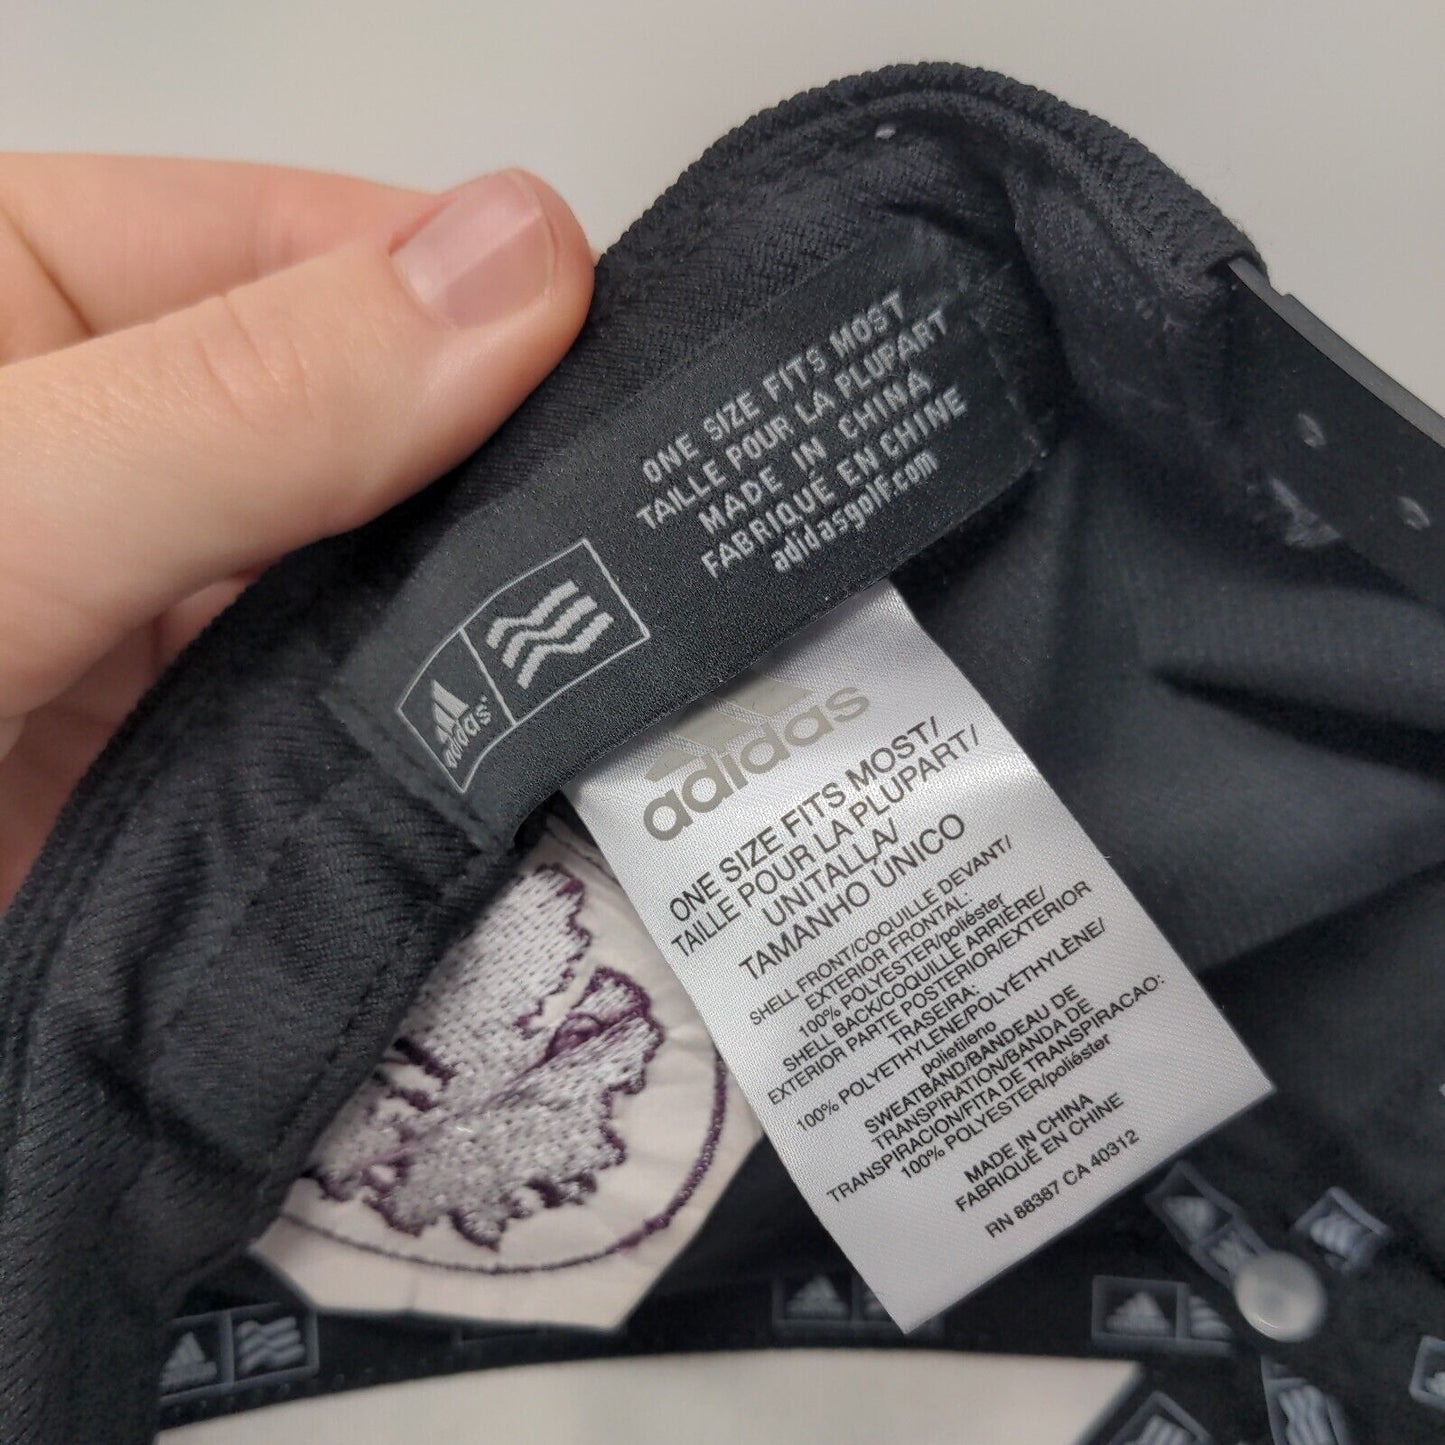 ONE SIZE FITS MOST
TAILLE POUR LA PLUPART
MADE IN CHINA
FABRIQUE EN CHINE
adidasgolf.com
adidas
adidas
ONE SIZE FITS MOST/
TAILLE POUR LA PLUPART/
UNITALLA/
TAMANHO UNICO
SHELL FRONT/COQUILLE DEVANT/
EXTERIOR FRONTAL:
100% POLYESTER/poliéster
SHELL BACK/COQUILLE ARRIÈRE/
EXTERIOR PARTE POSTERIOR/EXTERIOR
TRASEIRA:
100% POLYETHYLENE/POLYÉTHYLÈNE/
polietileno
SWEATBAND/BANDEAU DE
TRANSPIRATION/BANDA DE
TRANSPIRACION/FITA DE TRANSPIRACAO:
100% POLYESTER/poliéster
MADE IN CHINA
FABRIQUÉ EN CHINE
RN 88387 CA 40312